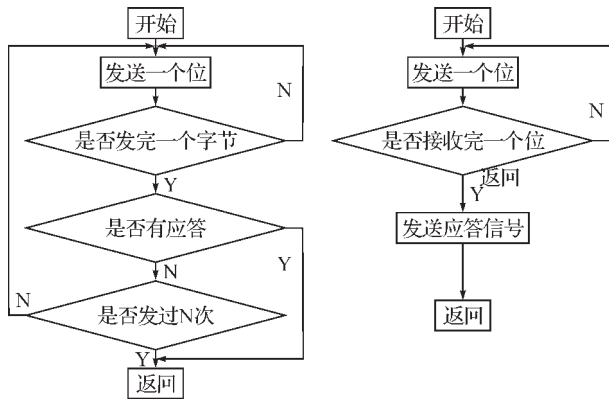 开始
发送一个位
N
是否发完一个字节
Y
是否有应答
Y
N
N
是否发过N次
Y
返回
开始
发送一个位
N
是否接收完一个位
返回
Y
发送应答信号
返回